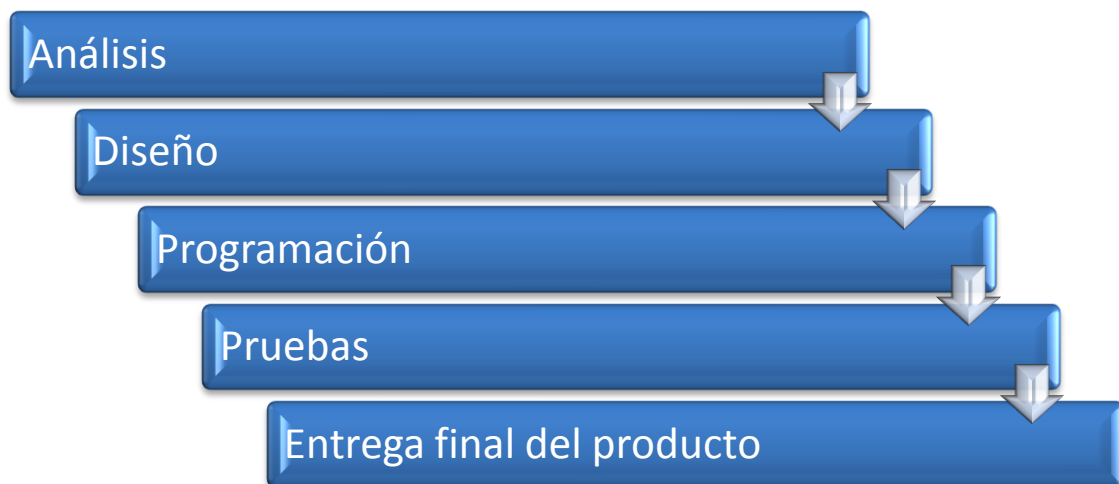 Análisis
Diseño
Programación
Pruebas
Entrega final del producto